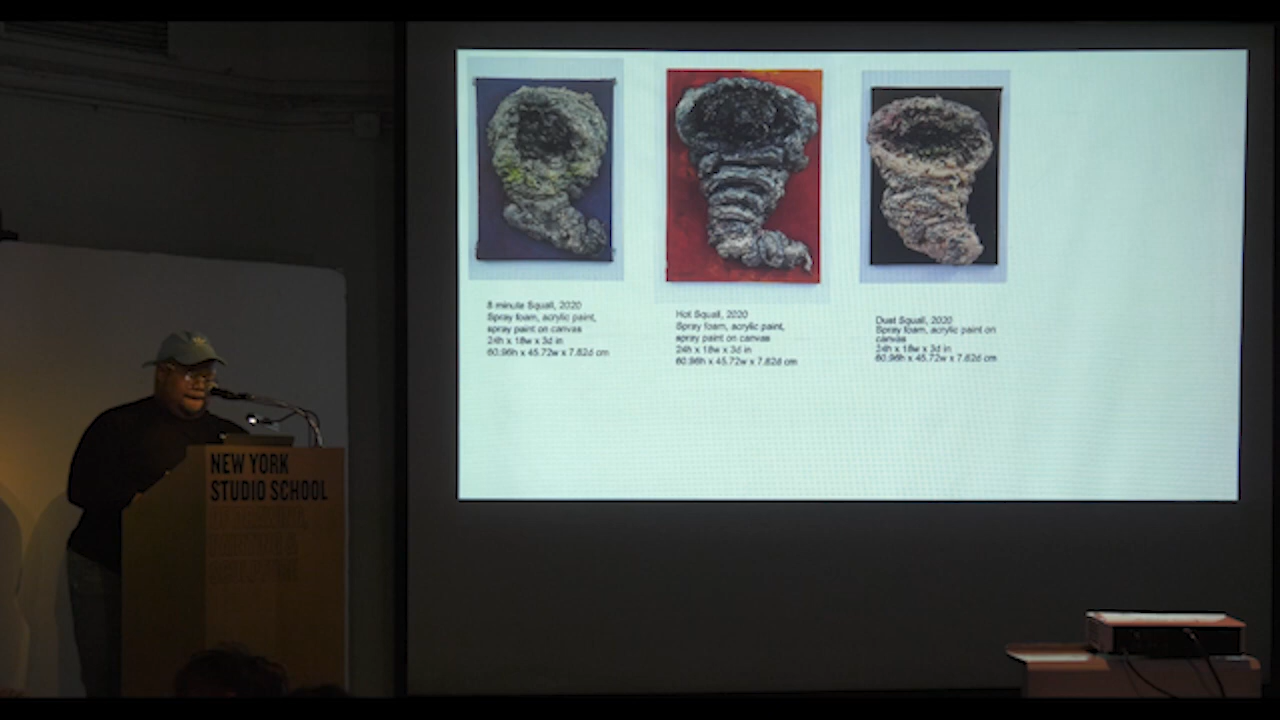 8 minute Squall, 2020
Spray foam, acrylic paint,
spray paint on canvas
24h x 18w x 3d in
60.96h x 45.72w x 7.62d cm
Hot Squall, 2020
Spray foam, acrylic paint,
spray paint on canvas
24h x 18w x 3d in
60.96h x 45.72w x 7.62d cm
Dust Squall, 2020
Spray foam, acrylic paint on
canvas
24h x 18w x 3d in
60.96h x 45.72w x 7.62d cm
NEW YORK
STUDIO SCHOOL